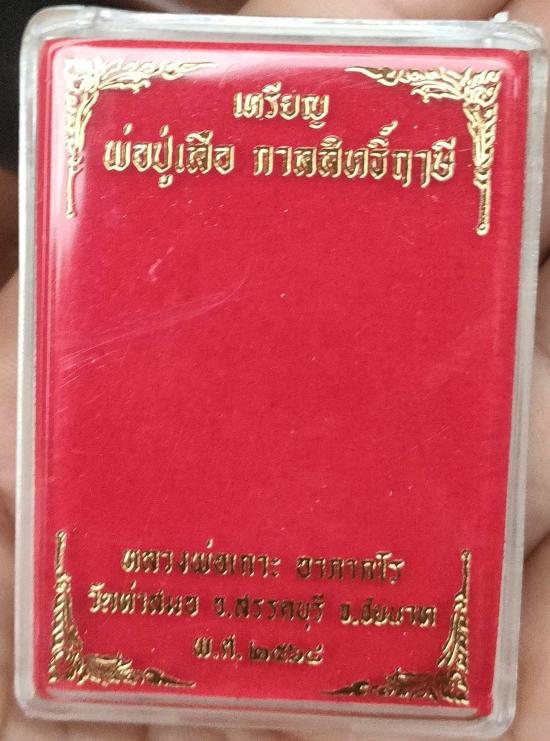 เหรียญ
พ่อปู่เสือ กาลสิทธิ์ฤาษี
หลวงพ่อเกาะ อาภากโร
วัดท่าสมอ อ.สรรคบุรี จ.ชัยนาท
พ.ศ. ๒๕๖๔